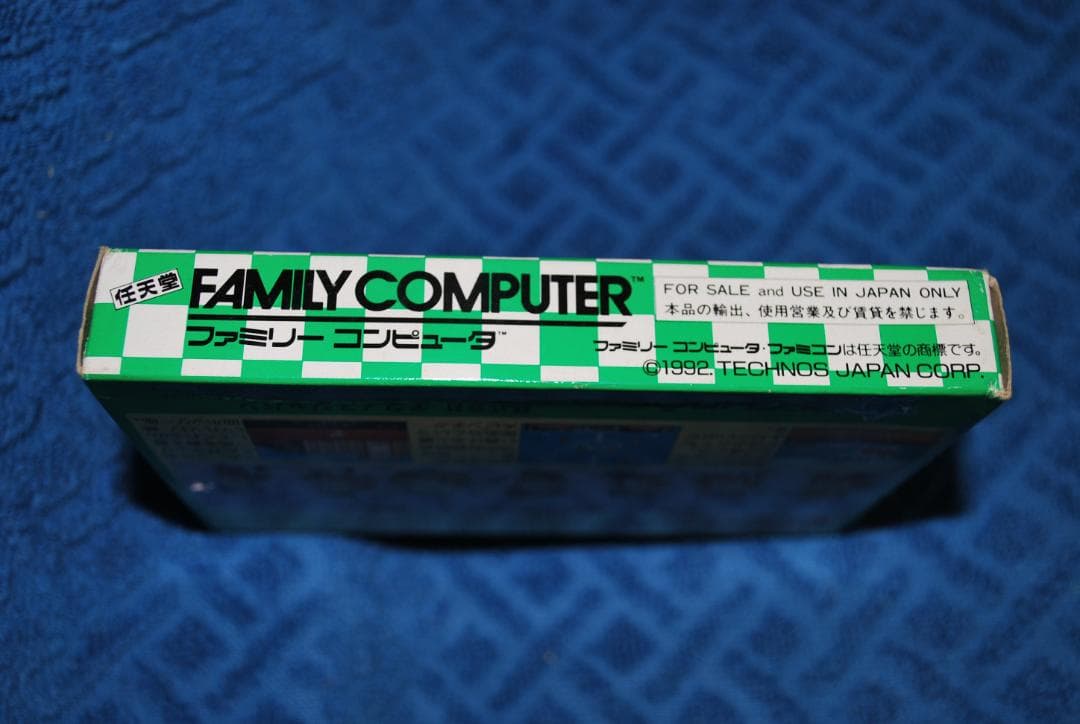 任天堂
FAMILY COMPUTER™
ファミリー コンピュータ™
FOR SALE and USE IN JAPAN ONLY
本品の輸出、使用営業及び賃貸を禁じます。
ファミリー コンピュータ・ファミコンは任天堂の商標です。
©1992. TECHNOS JAPAN CORP.